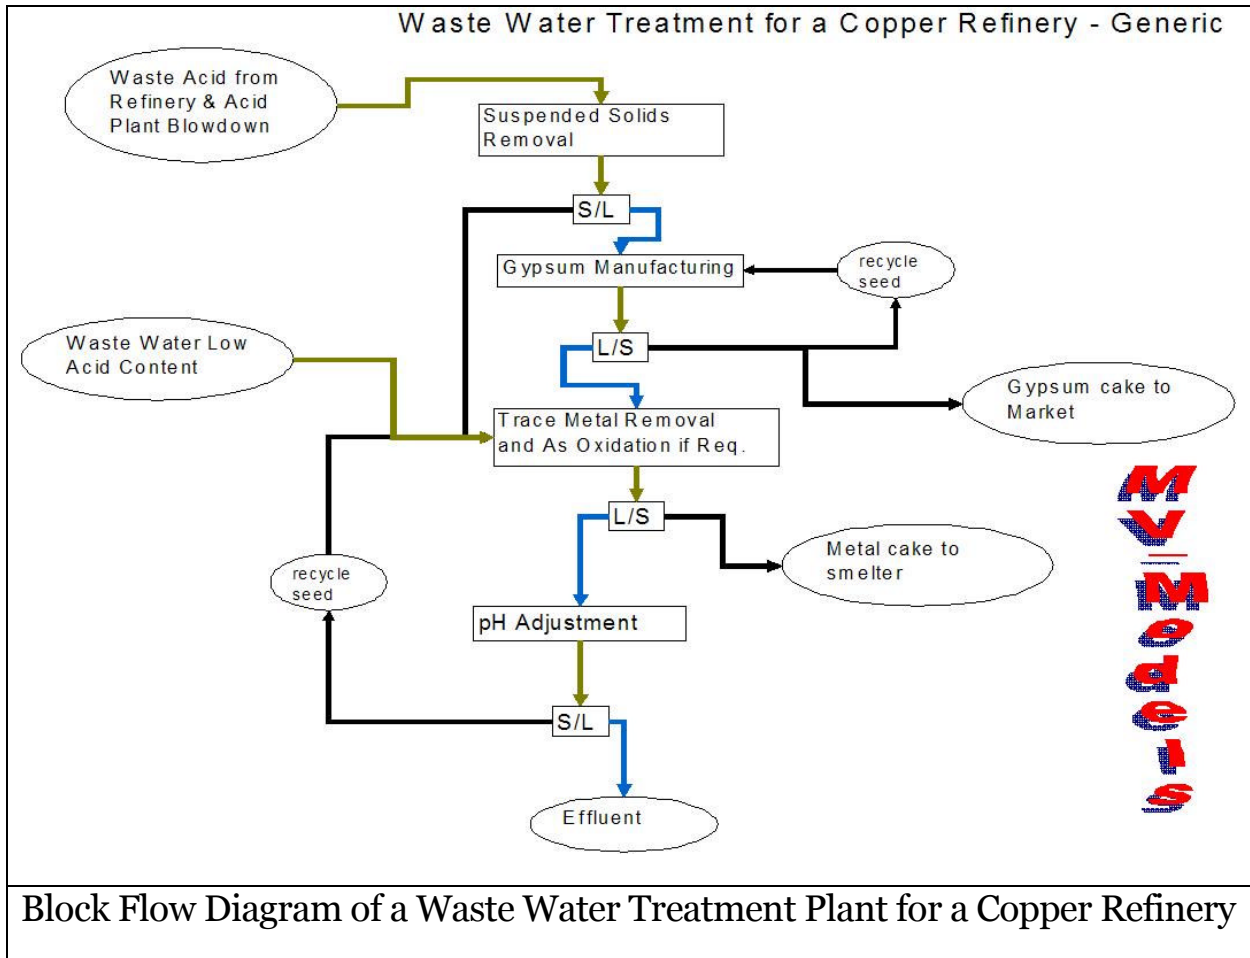 Waste Water Treatment for a Copper Refinery - Generic
Waste Acid from
Refinery & Acid
Plant Blowdown
Suspended Solids
Removal
S/L
Gypsum Manufacturing
recycle
seed
L/S
Waste Water Low
Acid Content
Gypsum cake to
Market
Trace Metal Removal
and As Oxidation if Req.
L/S
Metal cake to
smelter
recycle
seed
pH Adjustment
S/L
Effluent
MV-Models
Block Flow Diagram of a Waste Water Treatment Plant for a Copper Refinery